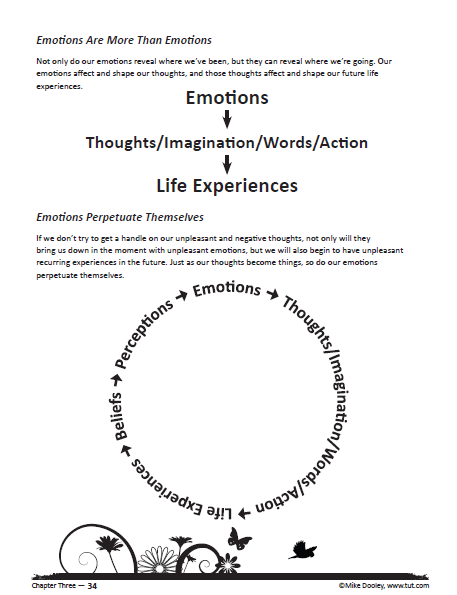 Emotions Are More Than Emotions
Not only do our emotions reveal where we've been, but they can reveal where we're going. Our
emotions affect and shape our thoughts, and those thoughts affect and shape our future life
experiences.
Emotions
Thoughts/Imagination/Words/Action
Life Experiences
Emotions Perpetuate Themselves
If we don't try to get a handle on our unpleasant and negative thoughts, not only will they
bring us down in the moment with unpleasant emotions, but we will also begin to have unpleasant
recurring experiences in the future. Just as our thoughts become things, so do our emotions
perpetuate themselves.
Emotions
Thoughts/Imagination/Words/Action
Life Experiences
Beliefs
Perceptions
Chapter Three — 34
©Mike Dooley, www.tut.com